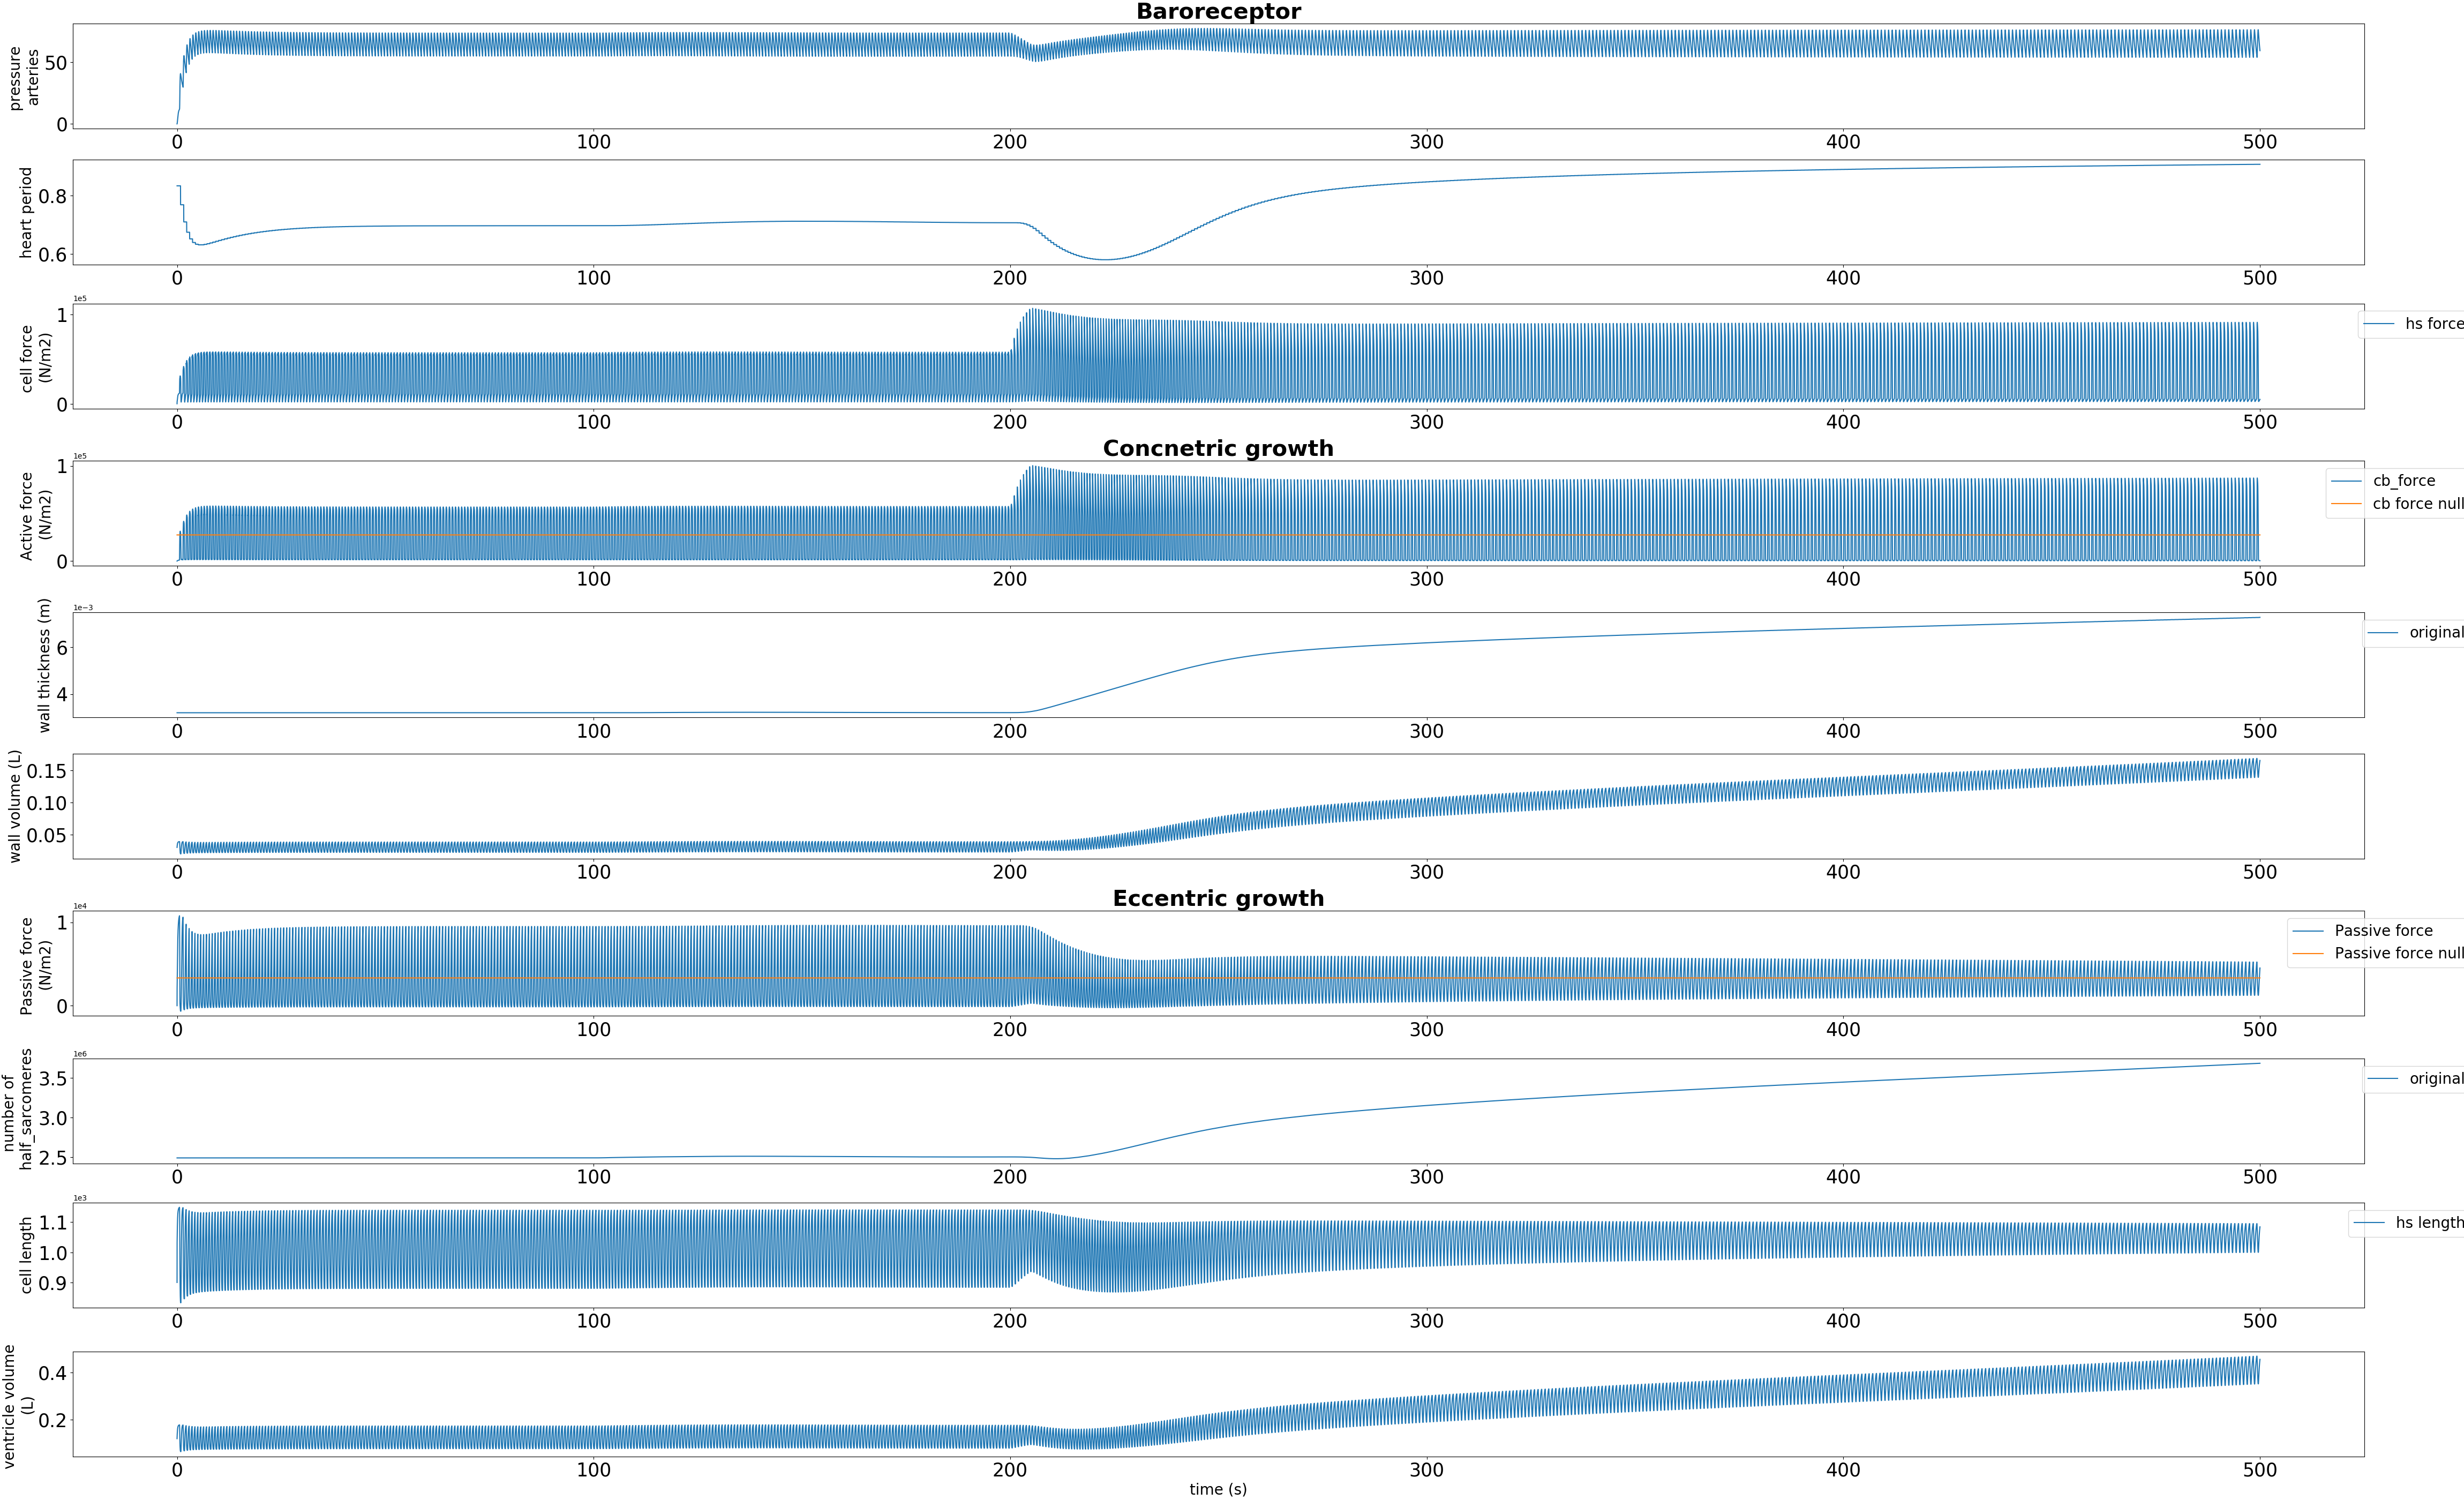 Baroreceptor
pressure
arteries
50
0
0 100 200 300 400 500
heart period
0.8
0.6
0 100 200 300 400 500
1e5
cell force
(N/m2)
1
0
hs force
0 100 200 300 400 500
Concnetric growth
1e5
Active force
(N/m2)
1
0
cb_force
cb force null
0 100 200 300 400 500
1e−3
wall thickness (m)
6
4
original
0 100 200 300 400 500
wall volume (L)
0.15
0.10
0.05
0 100 200 300 400 500
Eccentric growth
1e4
Passive force
(N/m2)
1
0
Passive force
Passive force null
0 100 200 300 400 500
1e6
number of
half_sarcomeres
3.5
3.0
2.5
original
0 100 200 300 400 500
1e3
cell length
1.1
1.0
0.9
hs length
0 100 200 300 400 500
ventricle volume
(L)
0.4
0.2
0 100 200 300 400 500
time (s)